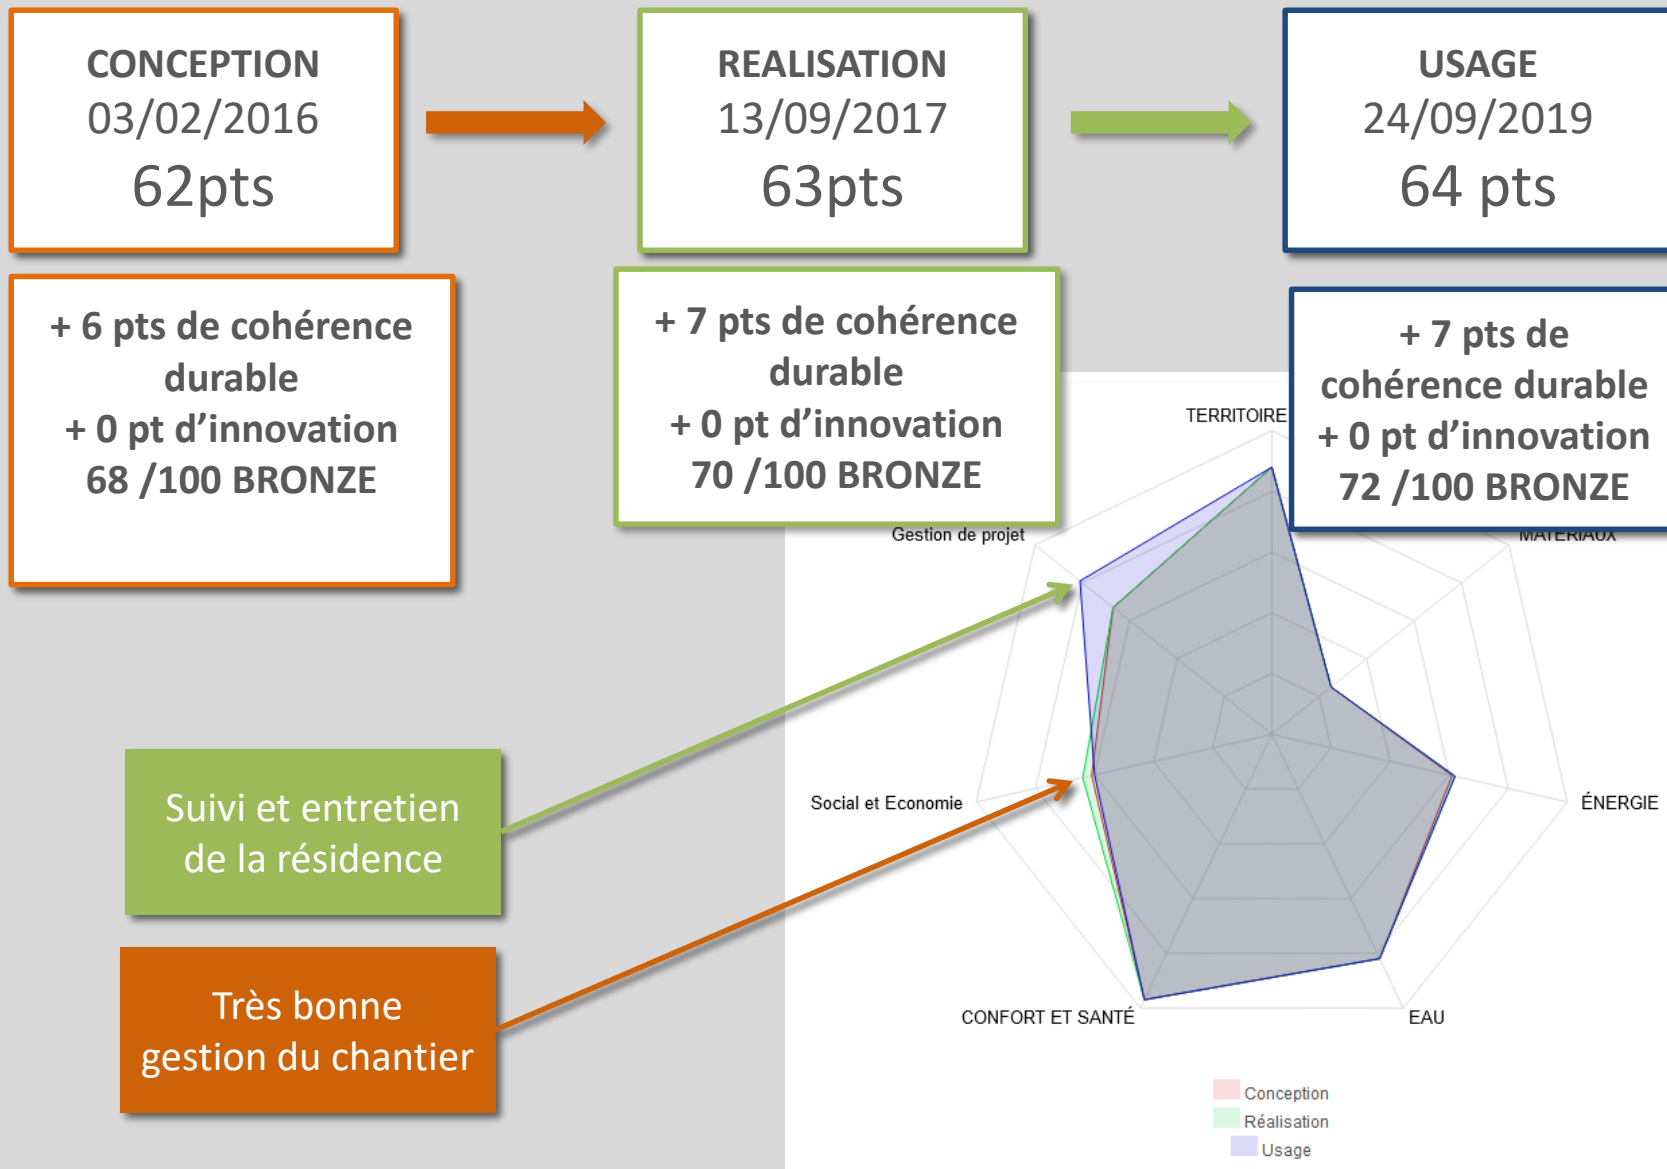 CONCEPTION
03/02/2016
62pts
REALISATION
13/09/2017
63pts
USAGE
24/09/2019
64 pts
+ 6 pts de cohérence
durable
+ 0 pt d’innovation
68 /100 BRONZE
+ 7 pts de cohérence
durable
+ 0 pt d’innovation
70 /100 BRONZE
+ 7 pts de
cohérence durable
+ 0 pt d’innovation
72 /100 BRONZE
TERRITOIRE
Gestion de projet
MATERIAUX
Suivi et entretien
de la résidence
Social et Economie
ÉNERGIE
Très bonne
gestion du chantier
CONFORT ET SANTÉ
EAU
Conception
Réalisation
Usage